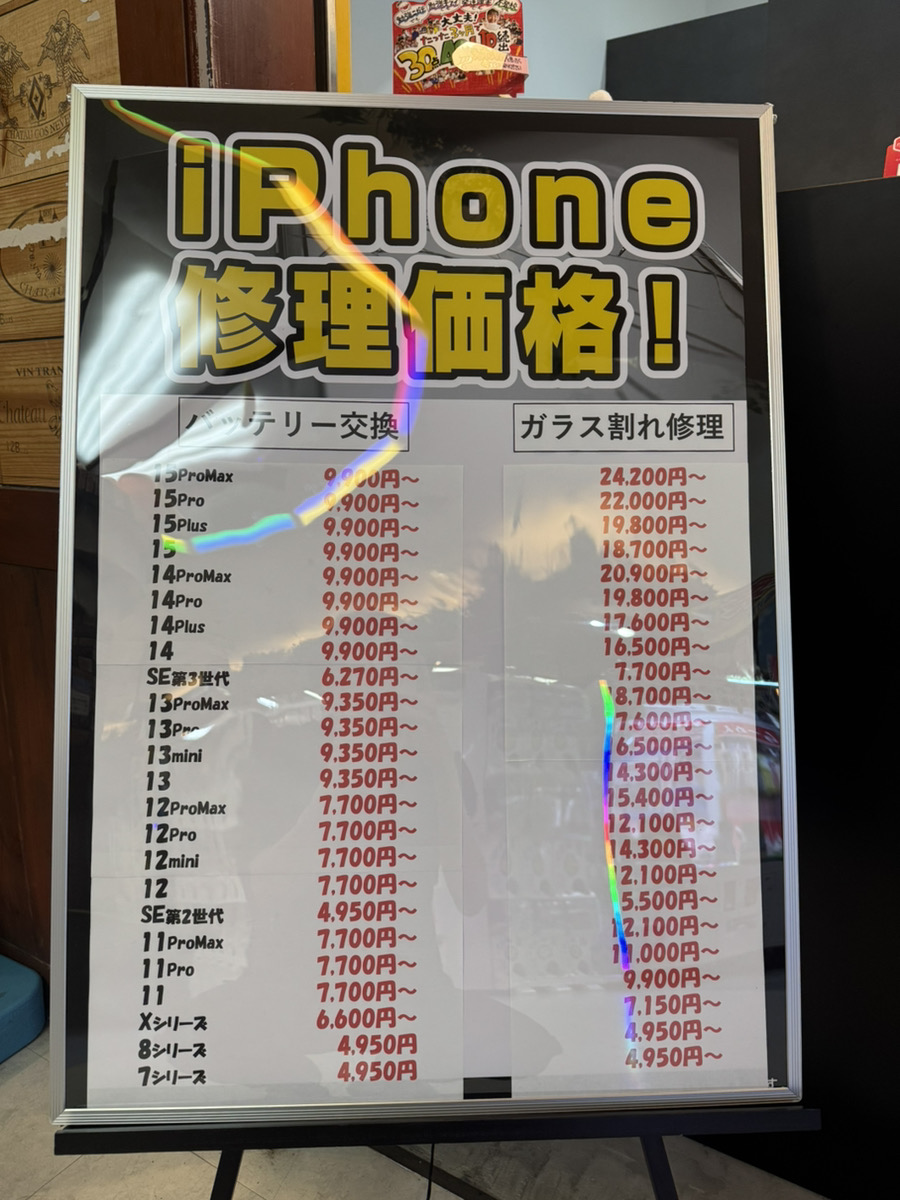 大丈夫!
iPhone
修理価格!
バッテリー交換 ガラス割れ修理
15ProMax 9,900円～ 24,200円～
15Pro 9,900円～ 22,000円～
15Plus 9,900円～ 19,800円～
15 9,900円～ 18,700円～
14ProMax 9,900円～ 20,900円～
14Pro 9,900円～ 19,800円～
14Plus 9,900円～ 17,600円～
14 9,900円～ 16,500円～
SE第3世代 6,270円～ 7,700円～
13ProMax 9,350円～ 18,700円～
13Pro 9,350円～ 17,600円～
13mini 9,350円～ 16,500円～
13 9,350円～ 14,300円～
12ProMax 7,700円～ 15,400円～
12Pro 7,700円～ 12,100円～
12mini 7,700円～ 14,300円～
12 7,700円～ 12,100円～
SE第2世代 4,950円～ 5,500円～
11ProMax 7,700円～ 12,100円～
11Pro 7,700円～ 11,000円～
11 7,700円～ 9,900円～
Xシリーズ 6,600円～ 7,150円～
8シリーズ 4,950円 4,950円～
7シリーズ 4,950円 4,950円～